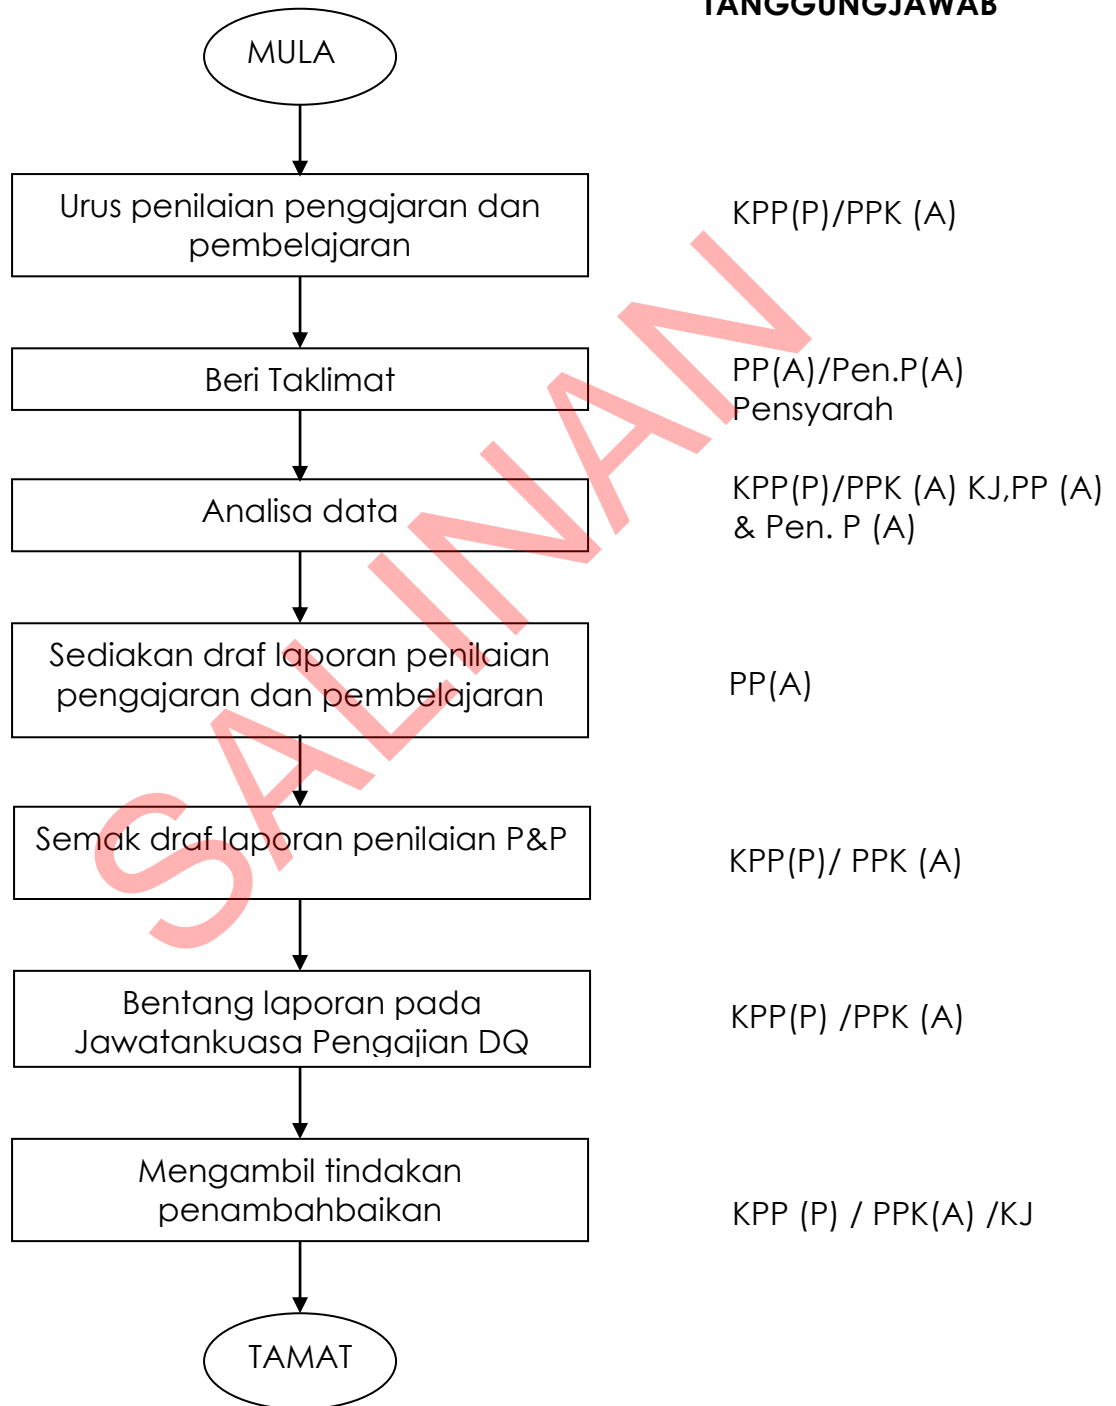 TANGGUNGJAWAB
MULA
Urus penilaian pengajaran dan
pembelajaran
KPP(P)/PPK (A)
Beri Taklimat
PP(A)/Pen.P(A)
Pensyarah
Analisa data
KPP(P)/PPK (A) KJ,PP (A)
& Pen. P (A)
Sediakan draf laporan penilaian
pengajaran dan pembelajaran
PP(A)
Semak draf laporan penilaian P&P
KPP(P)/ PPK (A)
Bentang laporan pada
Jawatankuasa Pengajian DQ
KPP(P) /PPK (A)
Mengambil tindakan
penambahbaikan
KPP (P) / PPK(A) /KJ
TAMAT
SALINAN